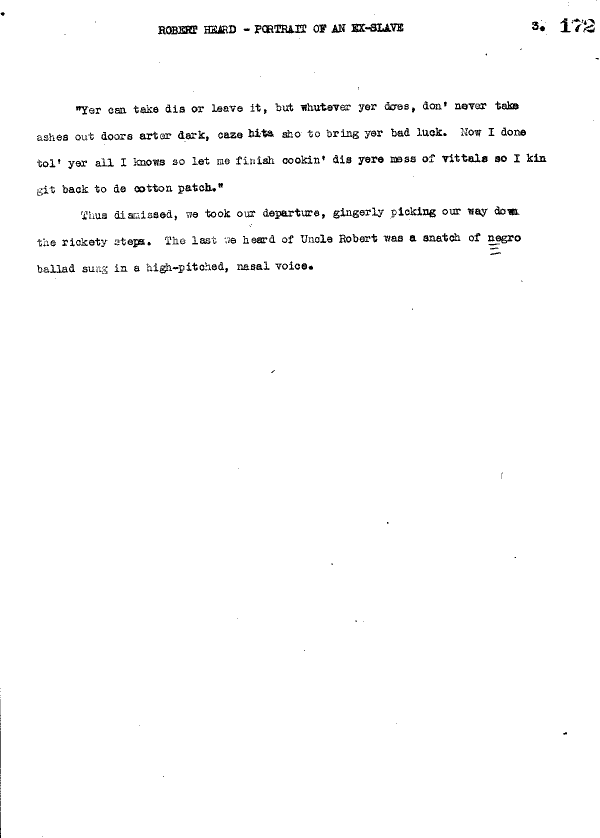 ROBERT HEARD - PORTRAIT OF AN EX-SLAVE 3. 172
"Yer can take dis or leave it, but whutever yer does, don' never take
ashes out doors arter dark, caze hits sho to bring yer bad luck. Now I done
tol' yer all I knows so let me finish cookin' dis yere mess of vittals so I kin
git back to de cotton patch."
Thus dismissed, we took our departure, gingerly picking our way down
the rickety steps. The last we heard of Uncle Robert was a snatch of negro
ballad sung in a high-pitched, nasal voice.